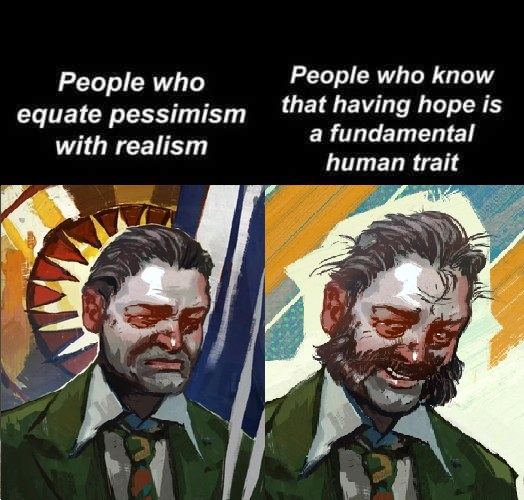 People who
equate pessimism
with realism
People who know
that having hope is
a fundamental
human trait